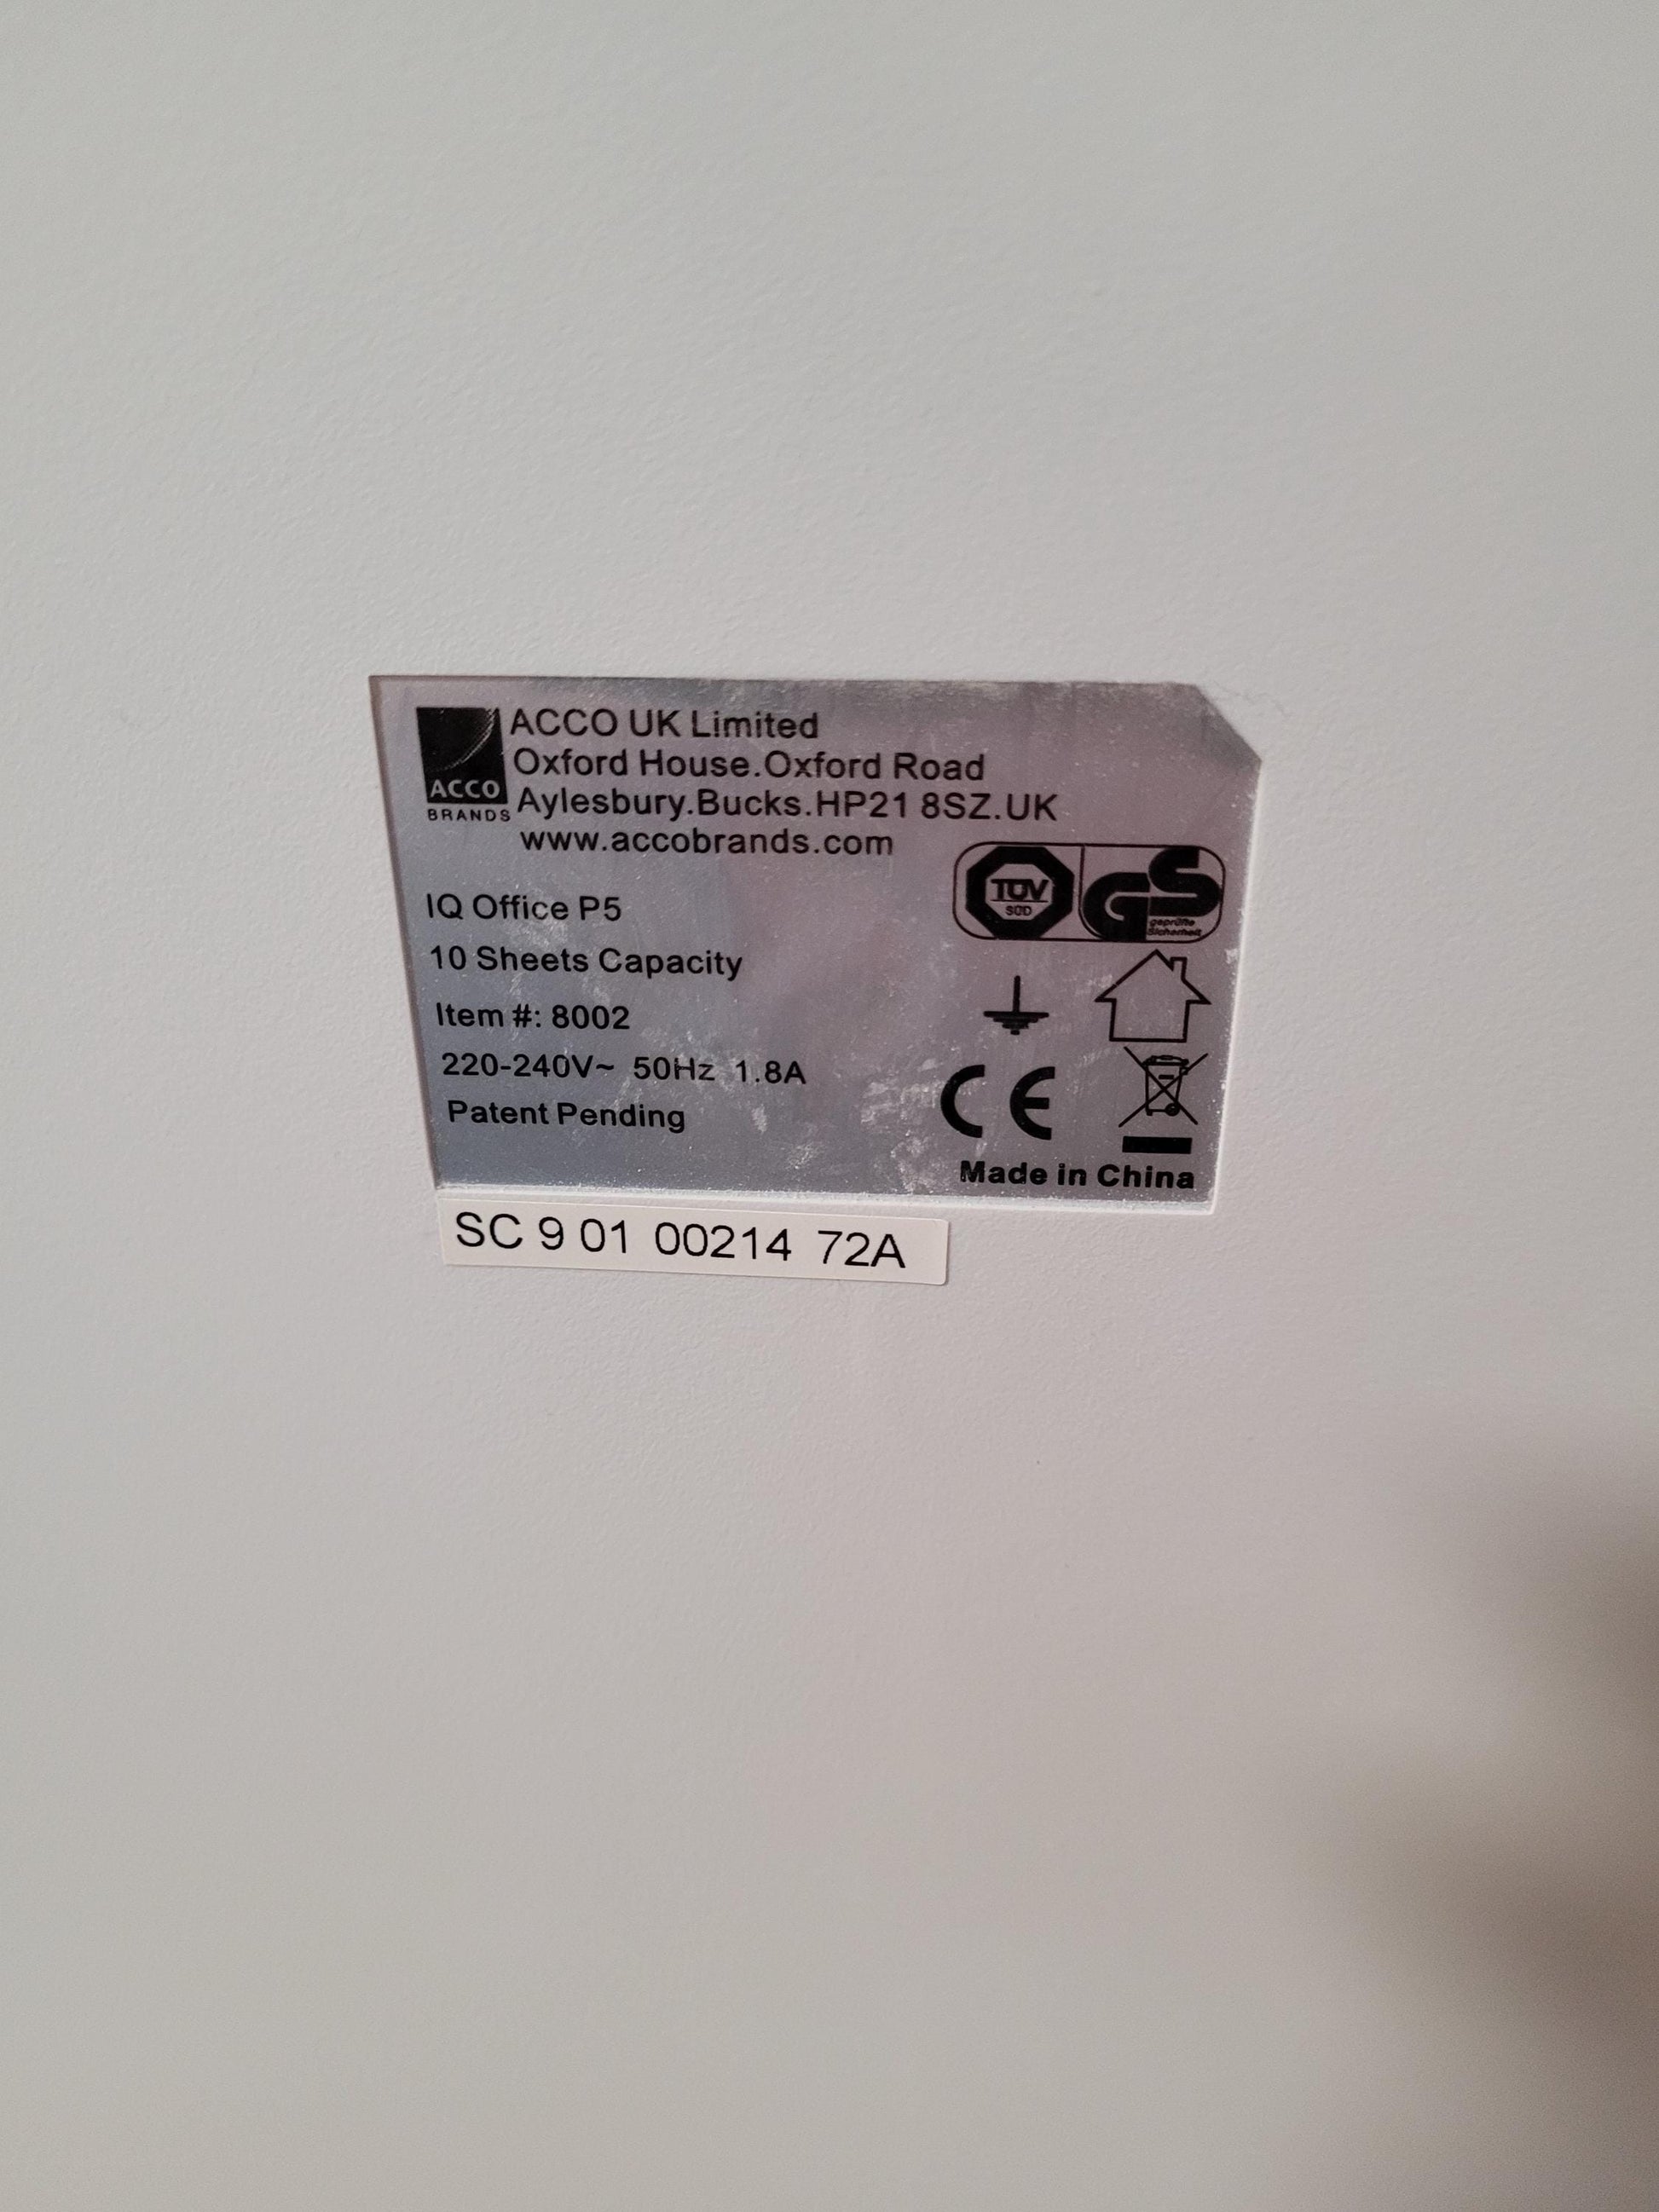 ACCO
BRANDS
ACCO UK Limited
Oxford House.Oxford Road
Aylesbury.Bucks.HP21 8SZ.UK
www.accobrands.com
TÜV
SÜD
GS
geprüfte
Sicherheit
IQ Office P5
10 Sheets Capacity
Item #: 8002
220-240V~ 50Hz 1.8A
Patent Pending
CE
Made in China
SC 9 01 00214 72A